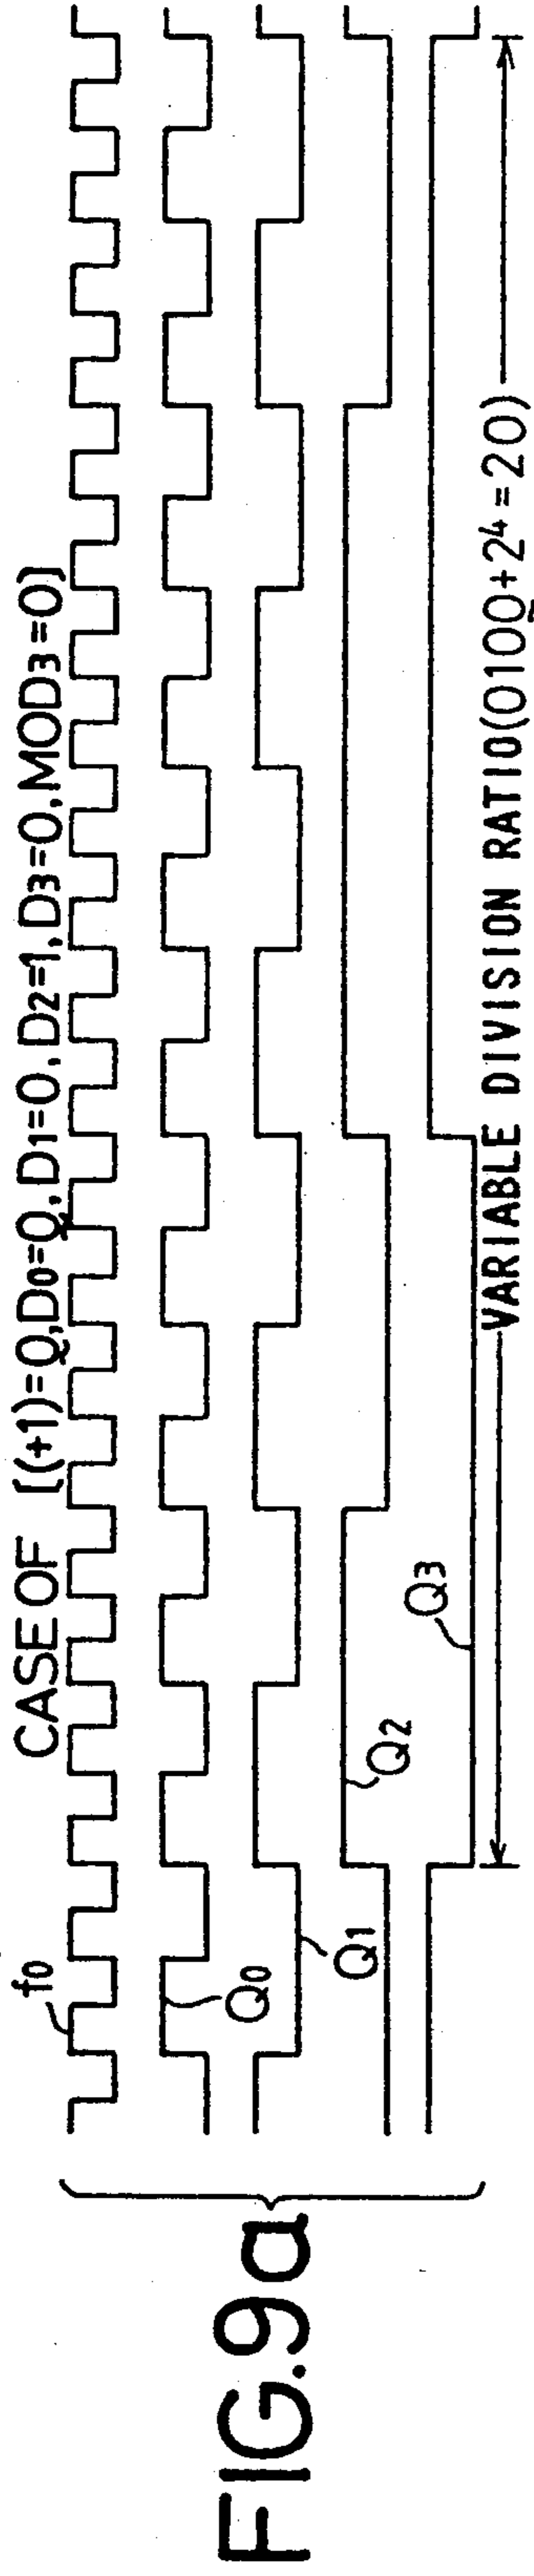 FIG.9a
CASE OF [(+1)=0,D0=0,D1=0,D2=1,D3=0,MOD3=0]
f0
Q0
Q1
Q2
Q3
VARIABLE DIVISION RATIO(0100+2⁴=20)